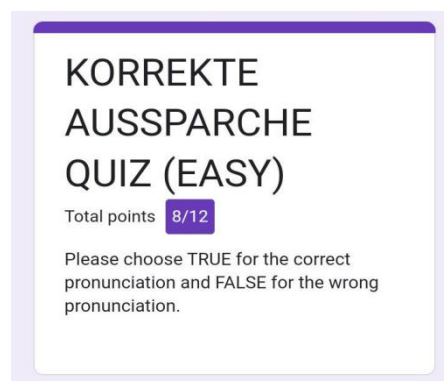 KORREKTE
AUSSPARCHE
QUIZ (EASY)
Total points 8/12
Please choose TRUE for the correct
pronunciation and FALSE for the wrong
pronunciation.